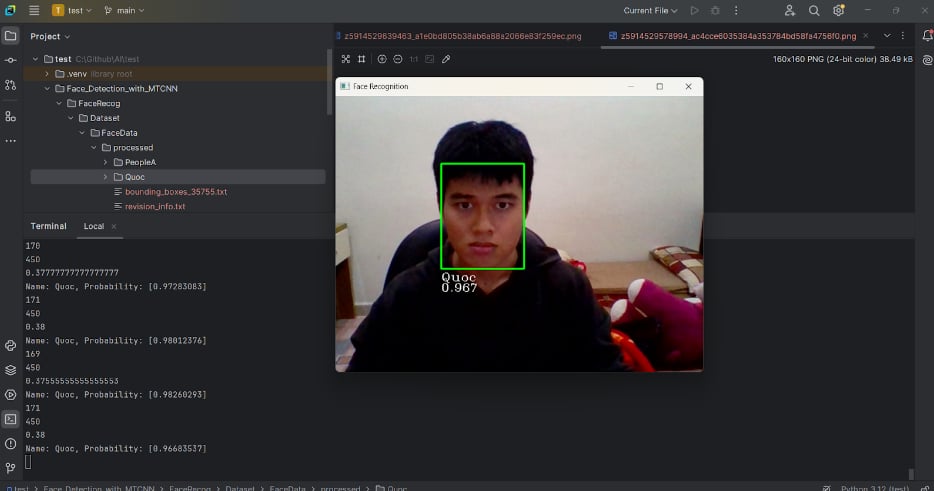 T test main
Current File
Project
z5914529639463_a1e0bd805b38ab6a88e2066e83f259ec.png
z5914529578994_ac4cce6035384a353784bd58fa4756f0.png
test C:\Github\AI\test
.venv library root
Face_Detection_with_MTCNN
FaceRecog
Dataset
FaceData
processed
PeopleA
Quoc
bounding_boxes_35755.txt
revision_info.txt
1:1
160x160 PNG (24-bit color) 38.49 kB
Face Recognition
Quoc
0.967
Terminal Local
170
450
0.37777777777777777
Name: Quoc, Probability: [0.97283083]
171
450
0.38
Name: Quoc, Probability: [0.98012376]
169
450
0.37555555555555553
Name: Quoc, Probability: [0.98260293]
171
450
0.38
Name: Quoc, Probability: [0.96683537]
test > Face_Detection_with_MTCNN > FaceRecog > Dataset > FaceData > processed > Quoc
Python 3.12 (test)